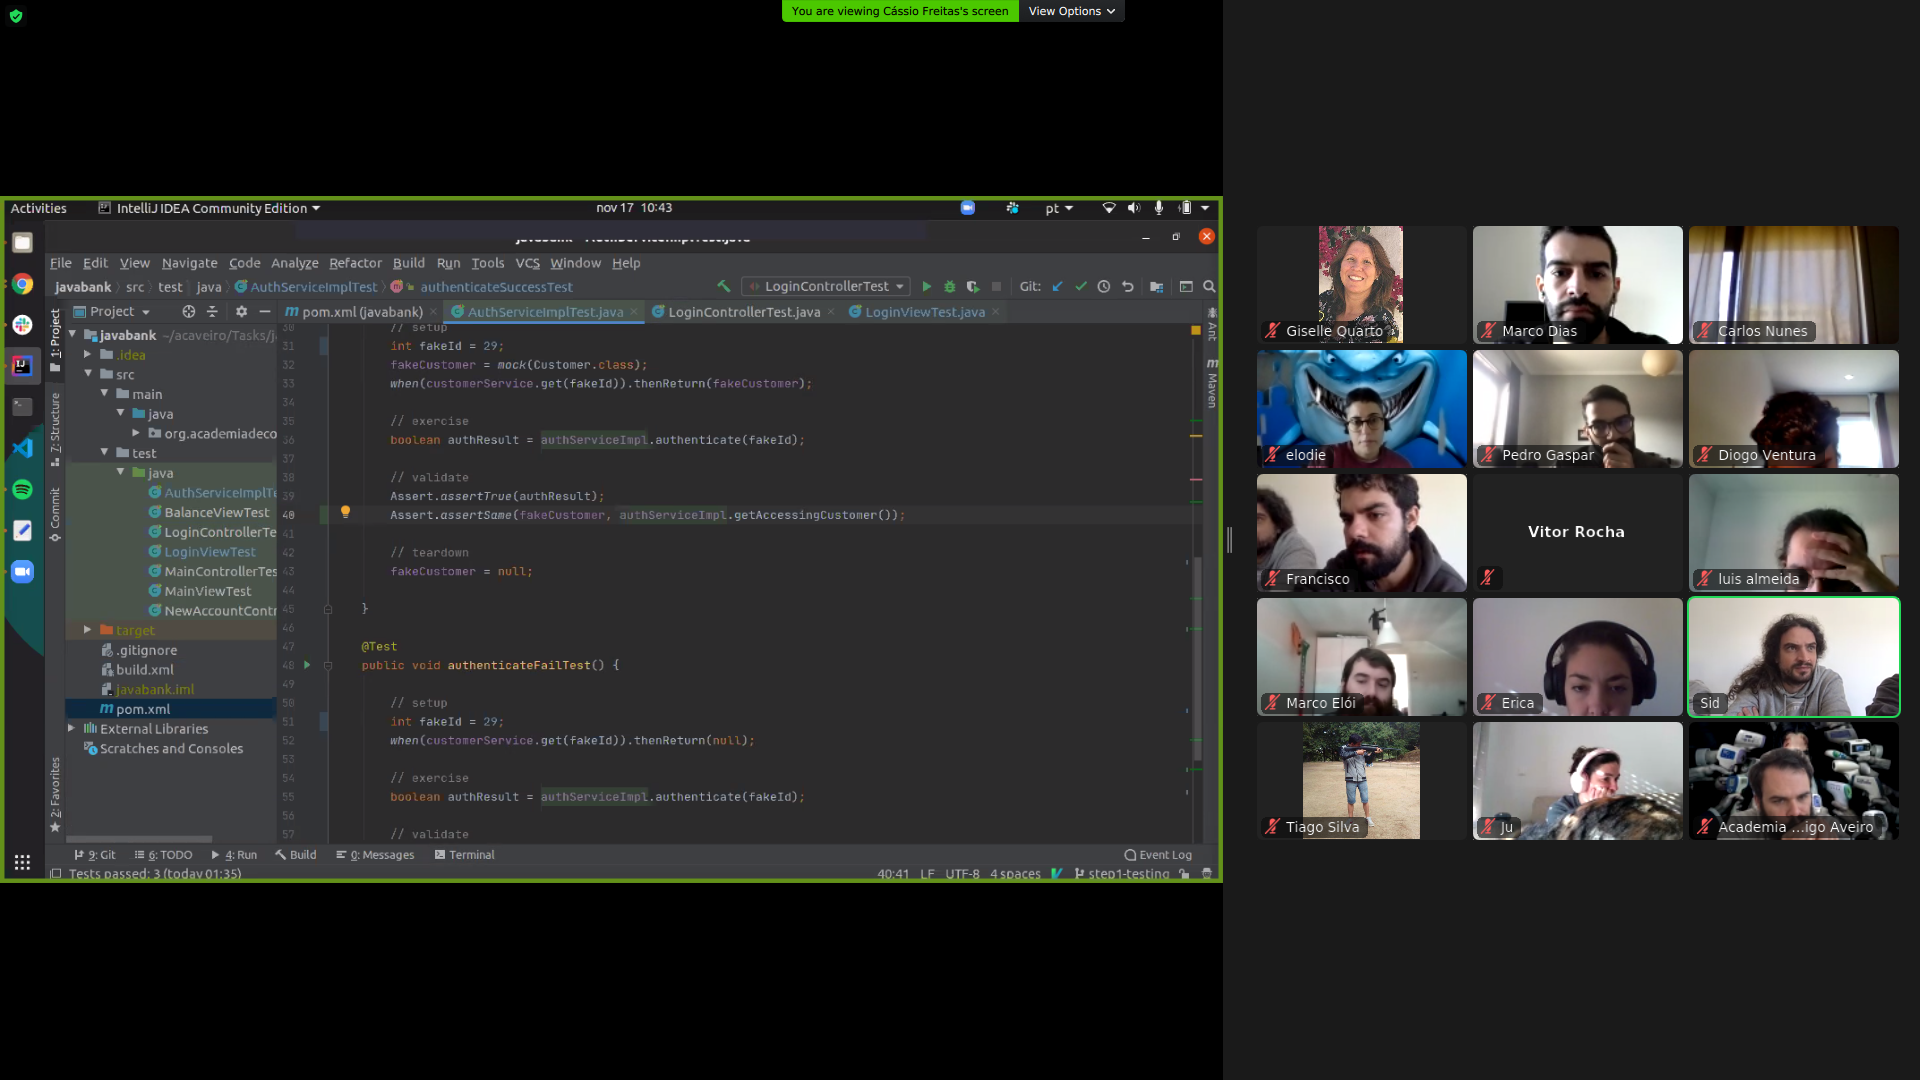 You are viewing Cássio Freitas's screen
View Options
Activities
IntelliJ IDEA Community Edition
nov 17 10:43
pt
File Edit View Navigate Code Analyze Refactor Build Run Tools VCS Window Help
javabank src test java AuthServiceImplTest authenticateSuccessTest
LoginControllerTest
Git:
Project
pom.xml (javabank)
AuthServiceImplTest.java
LoginControllerTest.java
LoginViewTest.java
1: Project
7: Structure
Commit
2: Favorites
Ant
Maven
javabank ~/acaveiro/Tasks/j
.idea
src
main
java
org.academiadeco
test
java
AuthServiceImplTe
BalanceViewTest
LoginControllerTe
LoginViewTest
MainControllerTes
MainViewTest
NewAccountContr
target
.gitignore
build.xml
javabank.iml
pom.xml
External Libraries
Scratches and Consoles
30 // setup
31 int fakeId = 29;
32 fakeCustomer = mock(Customer.class);
33 when(customerService.get(fakeId)).thenReturn(fakeCustomer);
34
35 // exercise
36 boolean authResult = authServiceImpl.authenticate(fakeId);
37
38 // validate
39 Assert.assertTrue(authResult);
40 Assert.assertSame(fakeCustomer, authServiceImpl.getAccessingCustomer());
41
42 // teardown
43 fakeCustomer = null;
44
45 }
46
47 @Test
48 public void authenticateFailTest() {
49
50 // setup
51 int fakeId = 29;
52 when(customerService.get(fakeId)).thenReturn(null);
53
54 // exercise
55 boolean authResult = authServiceImpl.authenticate(fakeId);
56
57 // validate
9: Git
6: TODO
4: Run
Build
0: Messages
Terminal
Event Log
Tests passed: 3 (today 01:35)
40:41 LF UTF-8 4 spaces
step1-testing
Giselle Quarto
Marco Dias
Carlos Nunes
elodie
Pedro Gaspar
Diogo Ventura
Francisco
Vitor Rocha
luis almeida
Marco Elói
Erica
Sid
Tiago Silva
Ju
Academia ...igo Aveiro